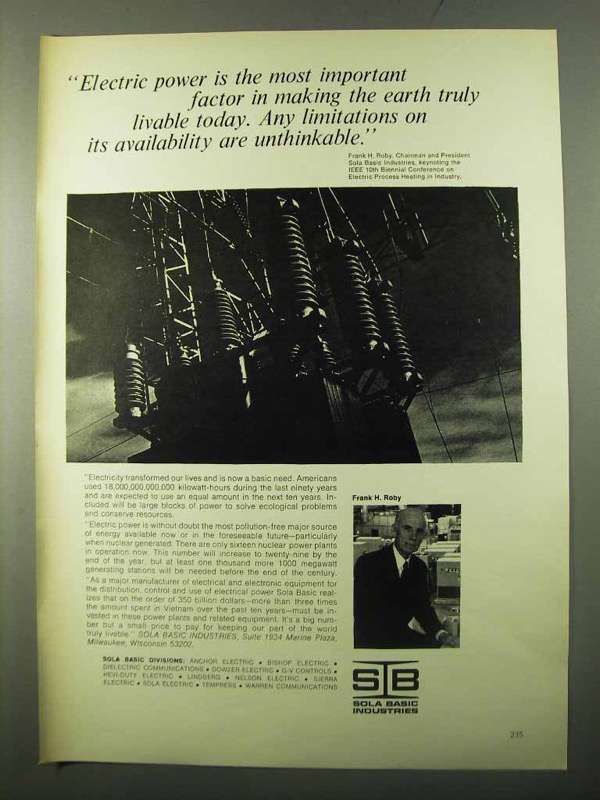 “Electric power is the most important
factor in making the earth truly
livable today. Any limitations on
its availability are unthinkable.”
Frank H. Roby, Chairman and President
Sola Basic Industries, keynoting the
IEEE 10th Biennial Conference on
Electric Process Heating in Industry.
"Electricity transformed our lives and is now a basic need. Americans
used 18,000,000,000,000 kilowatt-hours during the last ninety years
and are expected to use an equal amount in the next ten years. In-
cluded will be large blocks of power to solve ecological problems
and conserve resources.
"Electric power is without doubt the most pollution-free major source
of energy available now or in the foreseeable future—particularly
when nuclear generated. There are only sixteen nuclear power plants
in operation now. This number will increase to twenty-nine by the
end of the year, but at least one thousand more 1000 megawatt
generating stations will be needed before the end of the century.
"As a major manufacturer of electrical and electronic equipment for
the distribution, control and use of electrical power Sola Basic real-
izes that on the order of 350 billion dollars—more than three times
the amount spent in Vietnam over the past ten years—must be in-
vested in these power plants and related equipment. It's a big num-
ber but a small price to pay for keeping our part of the world
truly livable." SOLA BASIC INDUSTRIES, Suite 1934 Marine Plaza,
Milwaukee, Wisconsin 53202.
SOLA BASIC DIVISIONS: ANCHOR ELECTRIC • BISHOP ELECTRIC •
DIELECTRIC COMMUNICATIONS • DOWZER ELECTRIC • G-V CONTROLS •
HEVI-DUTY ELECTRIC • LINDBERG • NELSON ELECTRIC • SIERRA
ELECTRIC • SOLA ELECTRIC • TEMPRESS • WARREN COMMUNICATIONS
Frank H. Roby
SB
SOLA BASIC
INDUSTRIES
235